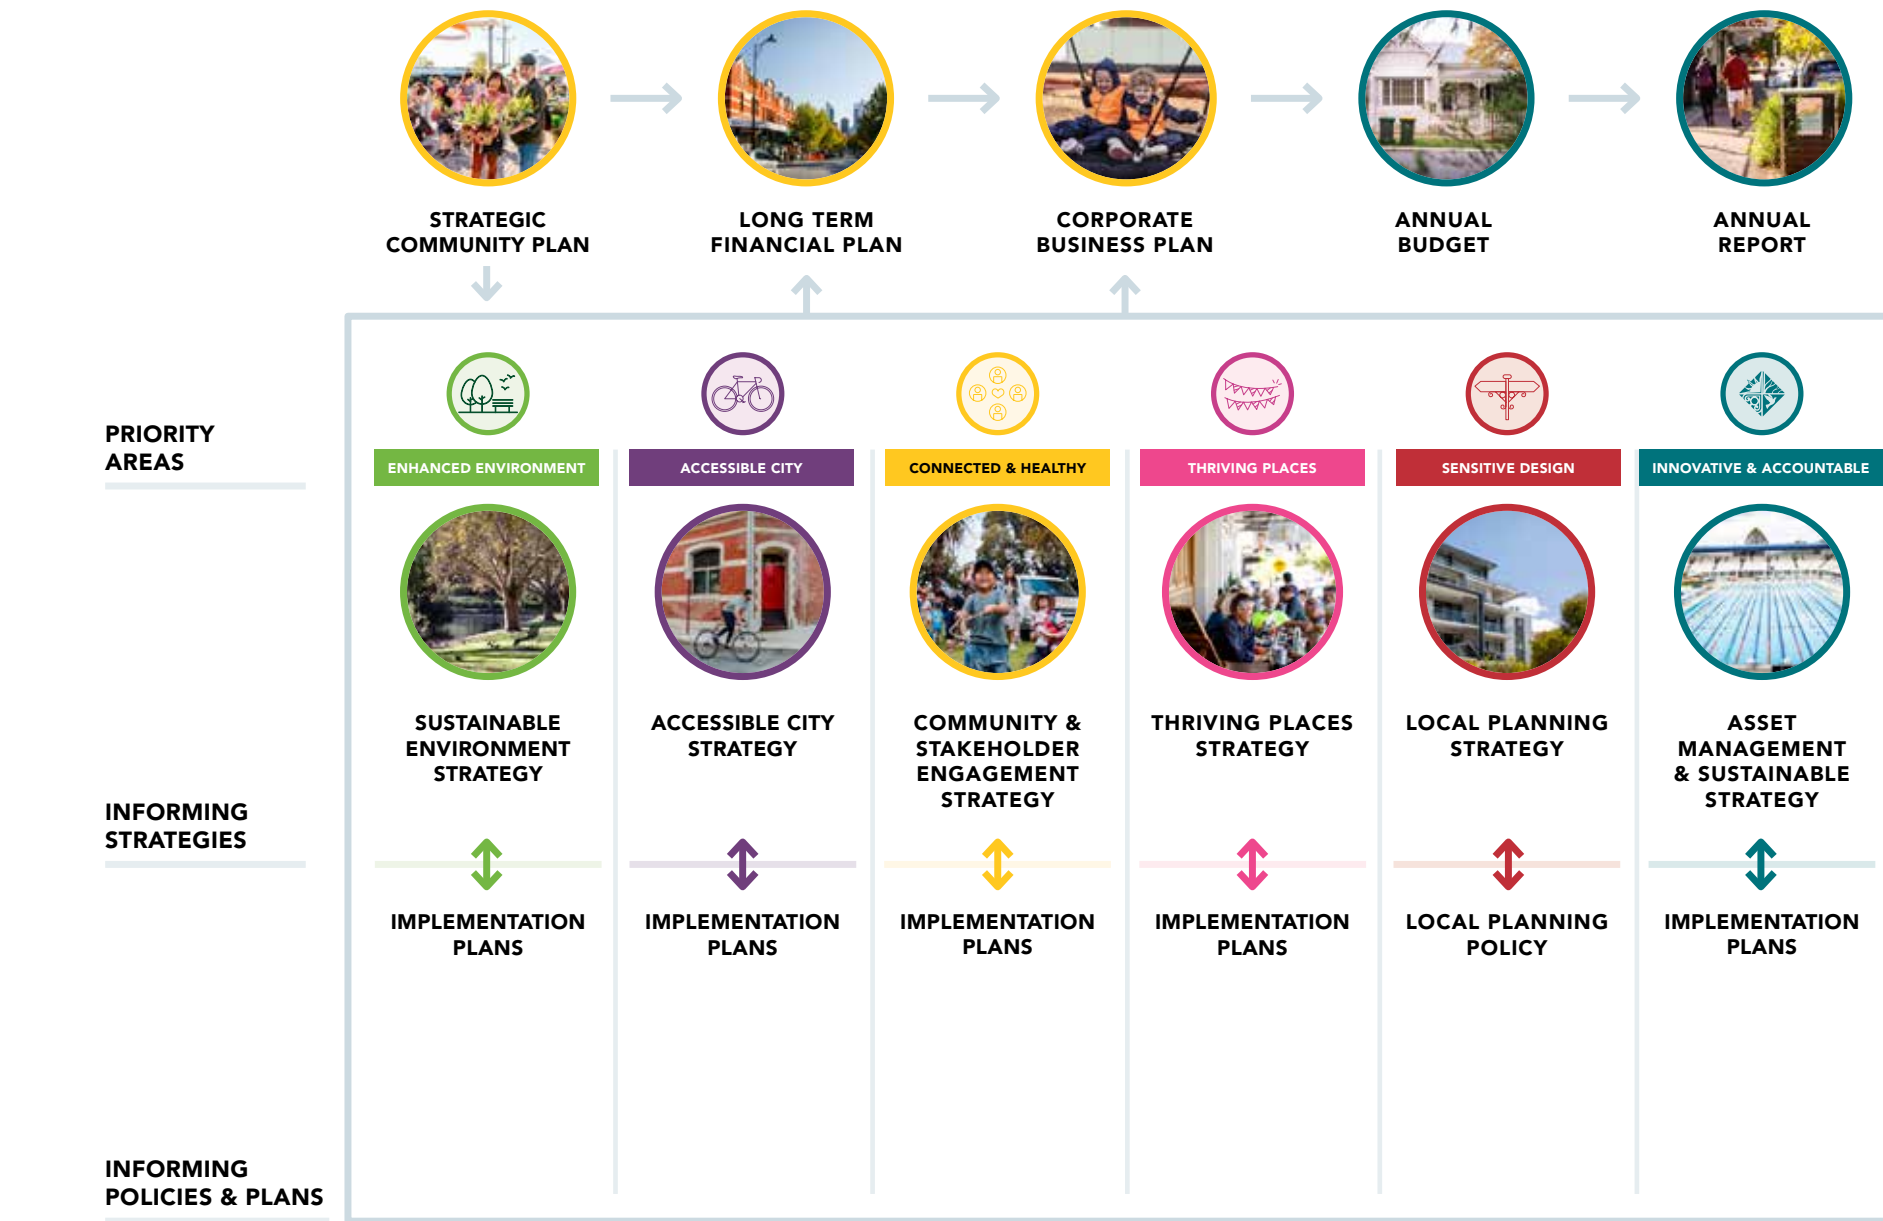 STRATEGIC
COMMUNITY PLAN
LONG TERM
FINANCIAL PLAN
CORPORATE
BUSINESS PLAN
ANNUAL
BUDGET
ANNUAL
REPORT
PRIORITY
AREAS
ENHANCED ENVIRONMENT
ACCESSIBLE CITY
CONNECTED & HEALTHY
THRIVING PLACES
SENSITIVE DESIGN
INNOVATIVE & ACCOUNTABLE
INFORMING
STRATEGIES
SUSTAINABLE
ENVIRONMENT
STRATEGY
ACCESSIBLE CITY
STRATEGY
COMMUNITY &
STAKEHOLDER
ENGAGEMENT
STRATEGY
THRIVING PLACES
STRATEGY
LOCAL PLANNING
STRATEGY
ASSET
MANAGEMENT
& SUSTAINABLE
STRATEGY
IMPLEMENTATION
PLANS
IMPLEMENTATION
PLANS
IMPLEMENTATION
PLANS
IMPLEMENTATION
PLANS
LOCAL PLANNING
POLICY
IMPLEMENTATION
PLANS
INFORMING
POLICIES & PLANS